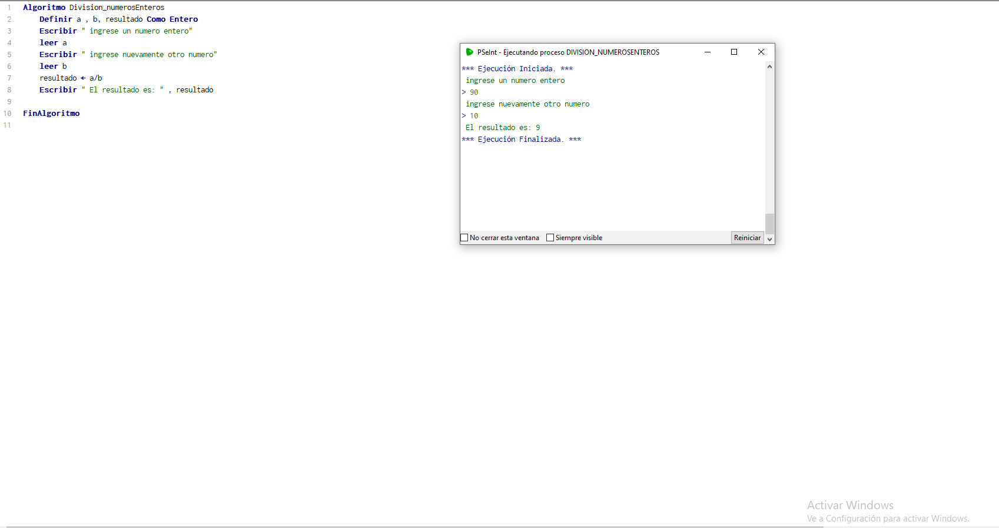 1 Algoritmo Division_numerosEnteros
2 Definir a , b, resultado Como Entero
3 Escribir " ingrese un numero entero"
4 leer a
5 Escribir " ingrese nuevamente otro numero"
6 leer b
7 resultado ← a/b
8 Escribir " El resultado es: " , resultado
9
10 FinAlgoritmo
11
PSeInt - Ejecutando proceso DIVISION_NUMEROSENTEROS
*** Ejecución Iniciada. ***
ingrese un numero entero
> 90
ingrese nuevamente otro numero
> 10
El resultado es: 9
*** Ejecución Finalizada. ***
No cerrar esta ventana Siempre visible Reiniciar
Activar Windows
Ve a Configuración para activar Windows.